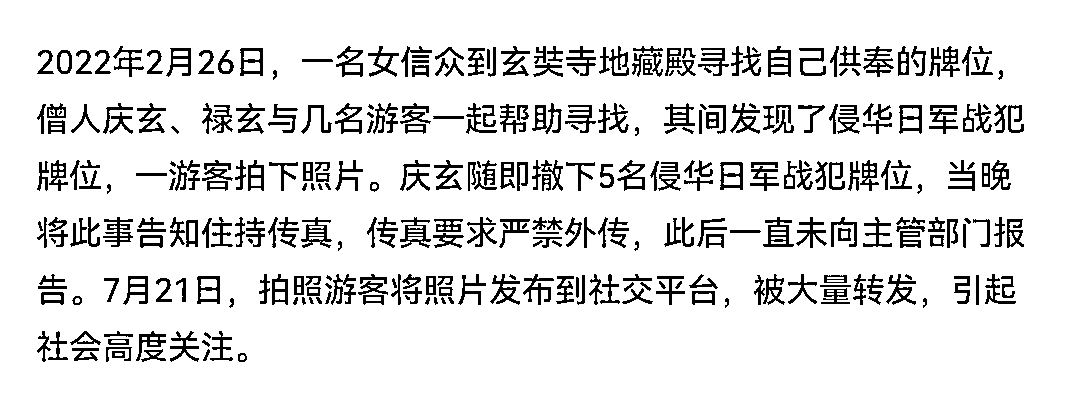 2022年2月26日，一名女信众到玄奘寺地藏殿寻找自己供奉的牌位，
僧人庆玄、禄玄与几名游客一起帮助寻找，其间发现了侵华日军战犯
牌位，一游客拍下照片。庆玄随即撤下5名侵华日军战犯牌位，当晚
将此事告知住持传真，传真要求严禁外传，此后一直未向主管部门报
告。7月21日，拍照游客将照片发布到社交平台，被大量转发，引起
社会高度关注。